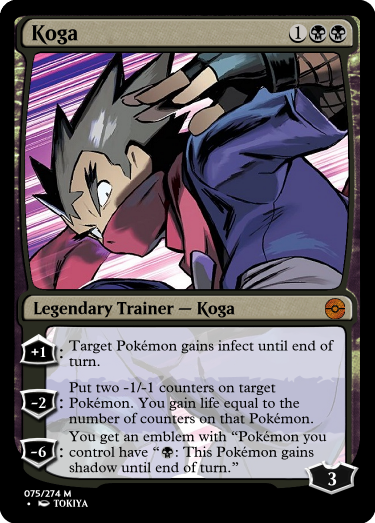 Koga 1
Legendary Trainer — Koga
+1: Target Pokémon gains infect until end of
turn.
Put two -1/-1 counters on target
-2: Pokémon. You gain life equal to the
number of counters on that Pokémon.
You get an emblem with “Pokémon you
-6: control have “: This Pokémon gains
shadow until end of turn.”
3
075/274 M
• TOKIYA